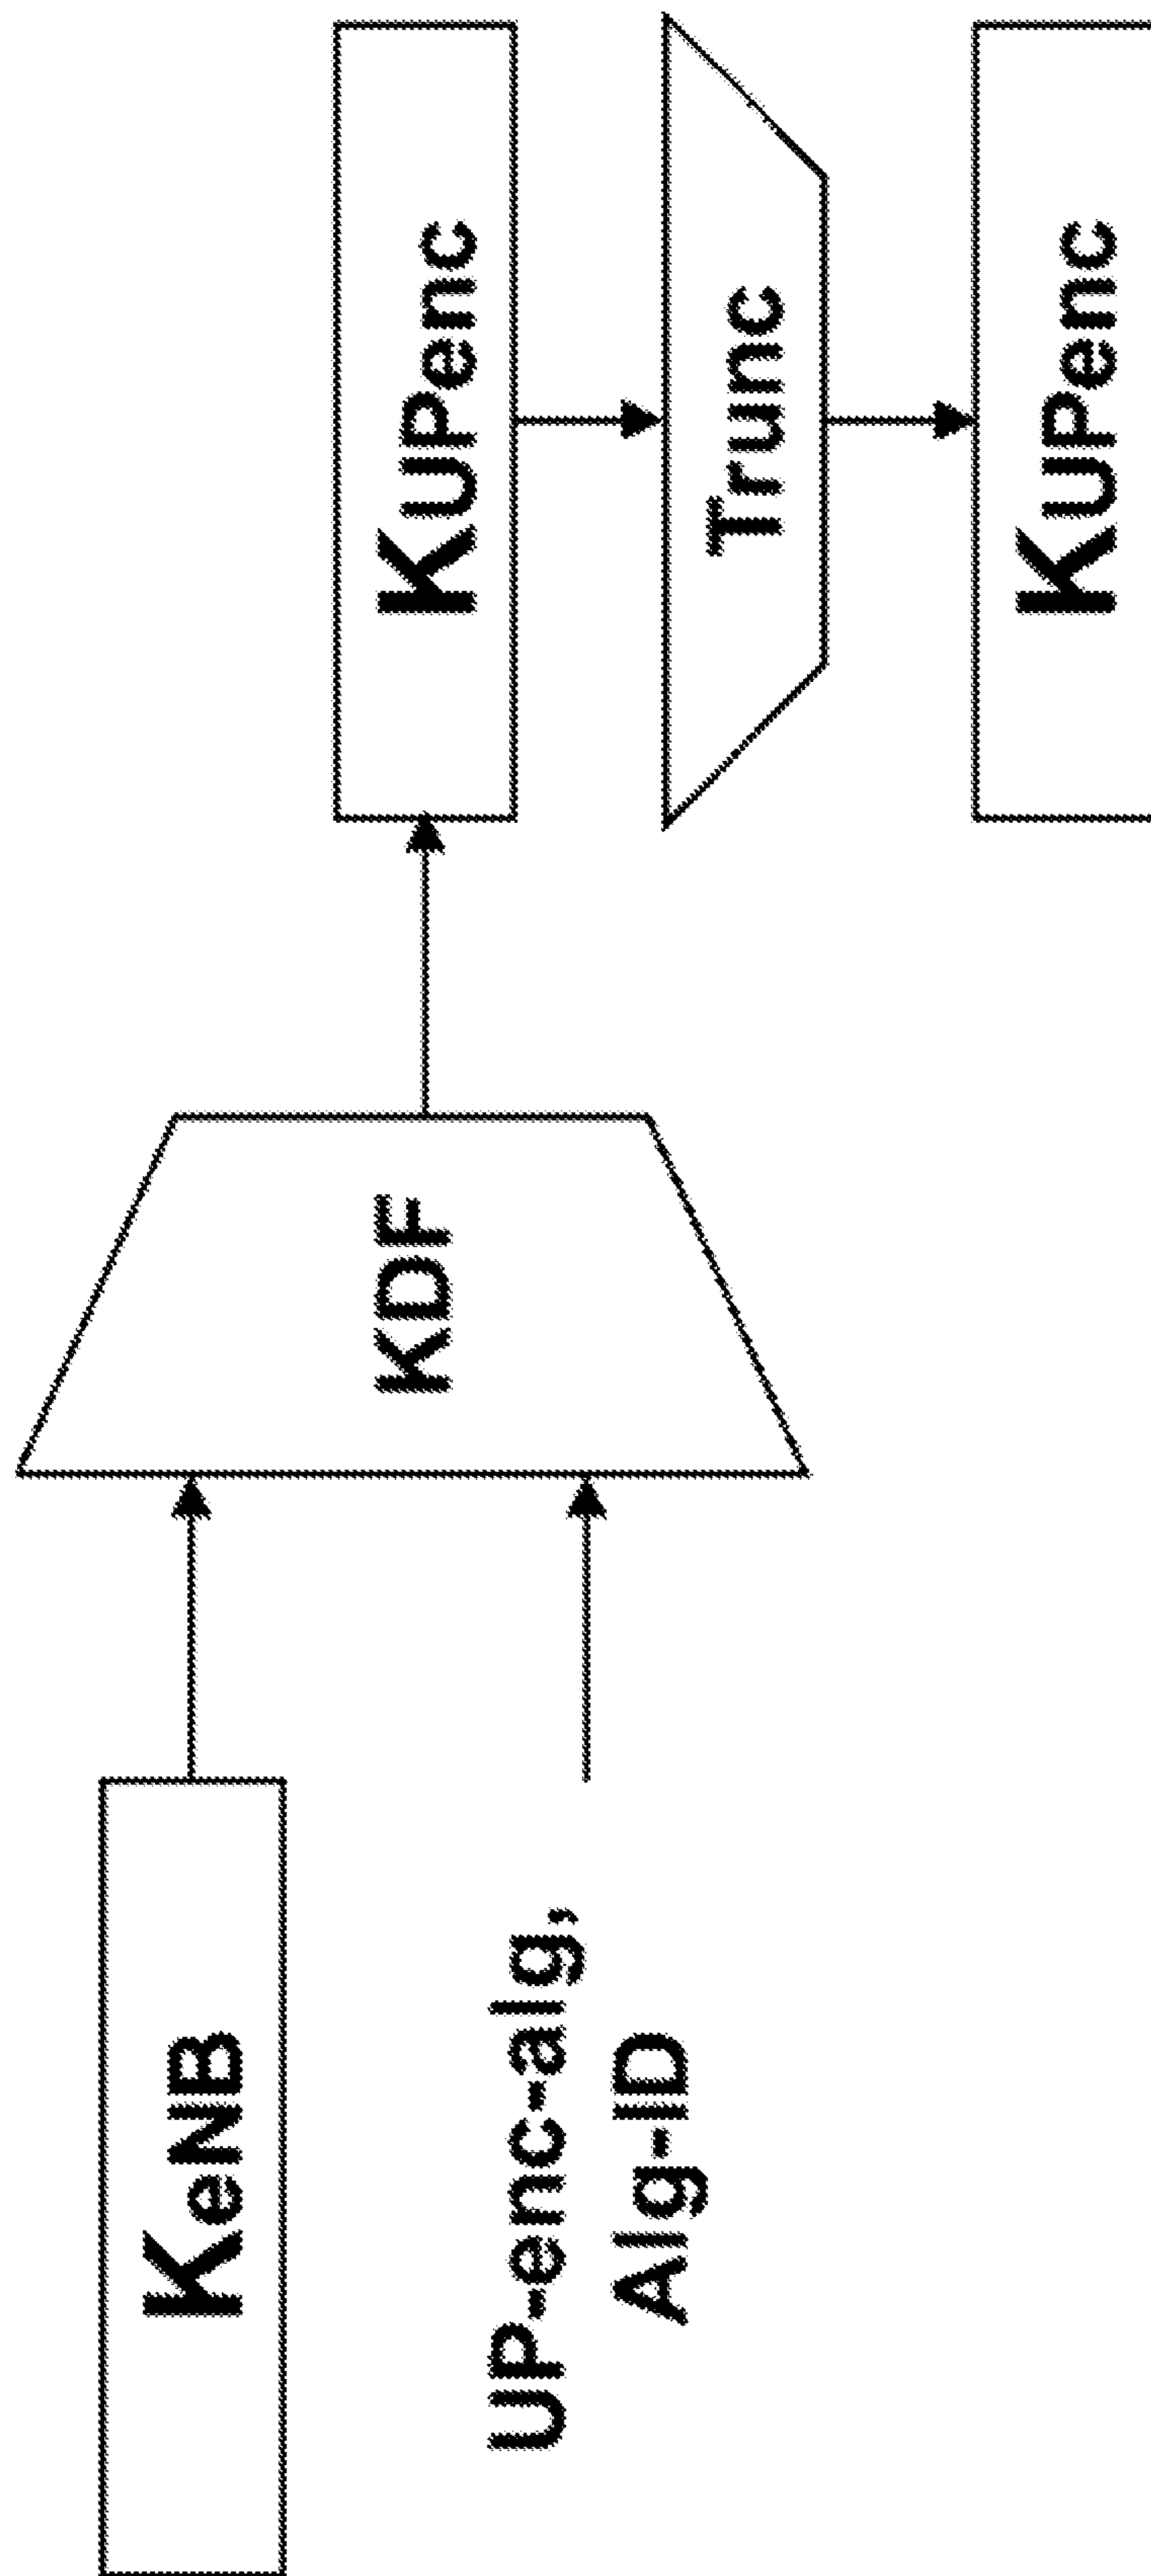 KeNB
UP-enc-alg,
Alg-ID
KDF
KUPenc
Trunc
KUPenc